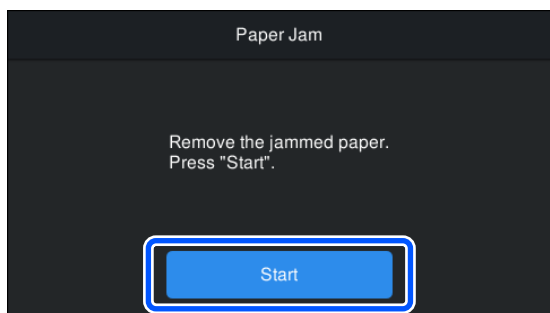 Paper Jam
Remove the jammed paper.
Press "Start".
Start